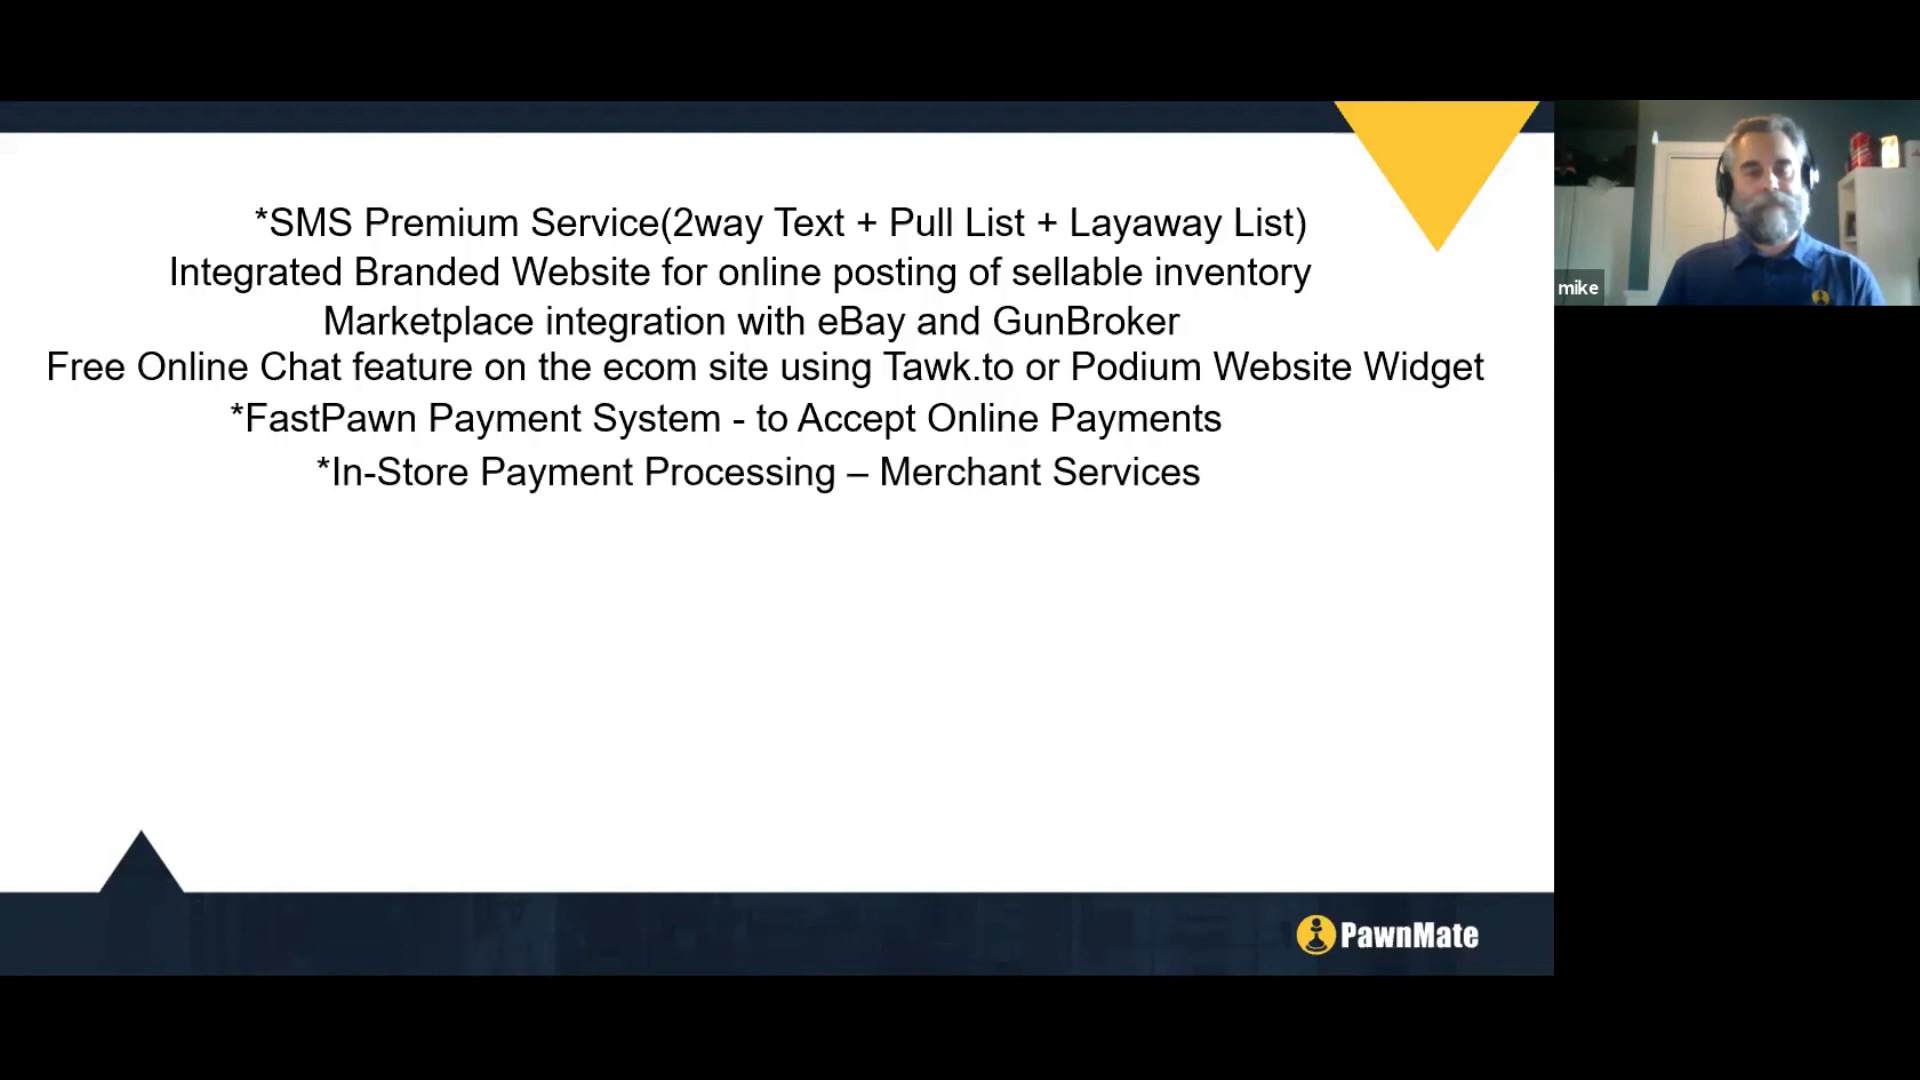 *SMS Premium Service(2way Text + Pull List + Layaway List)
Integrated Branded Website for online posting of sellable inventory
Marketplace integration with eBay and GunBroker
Free Online Chat feature on the ecom site using Tawk.to or Podium Website Widget
*FastPawn Payment System - to Accept Online Payments
*In-Store Payment Processing – Merchant Services
mike
PawnMate